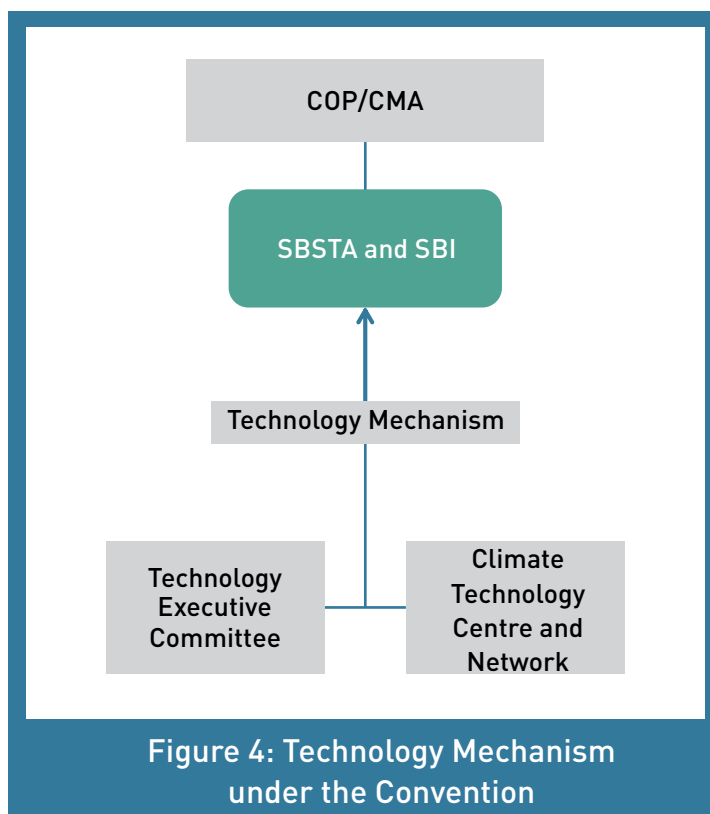 COP/CMA
SBSTA and SBI
Technology Mechanism
Technology
Executive
Committee
Climate
Technology
Centre and
Network
Figure 4: Technology Mechanism
under the Convention